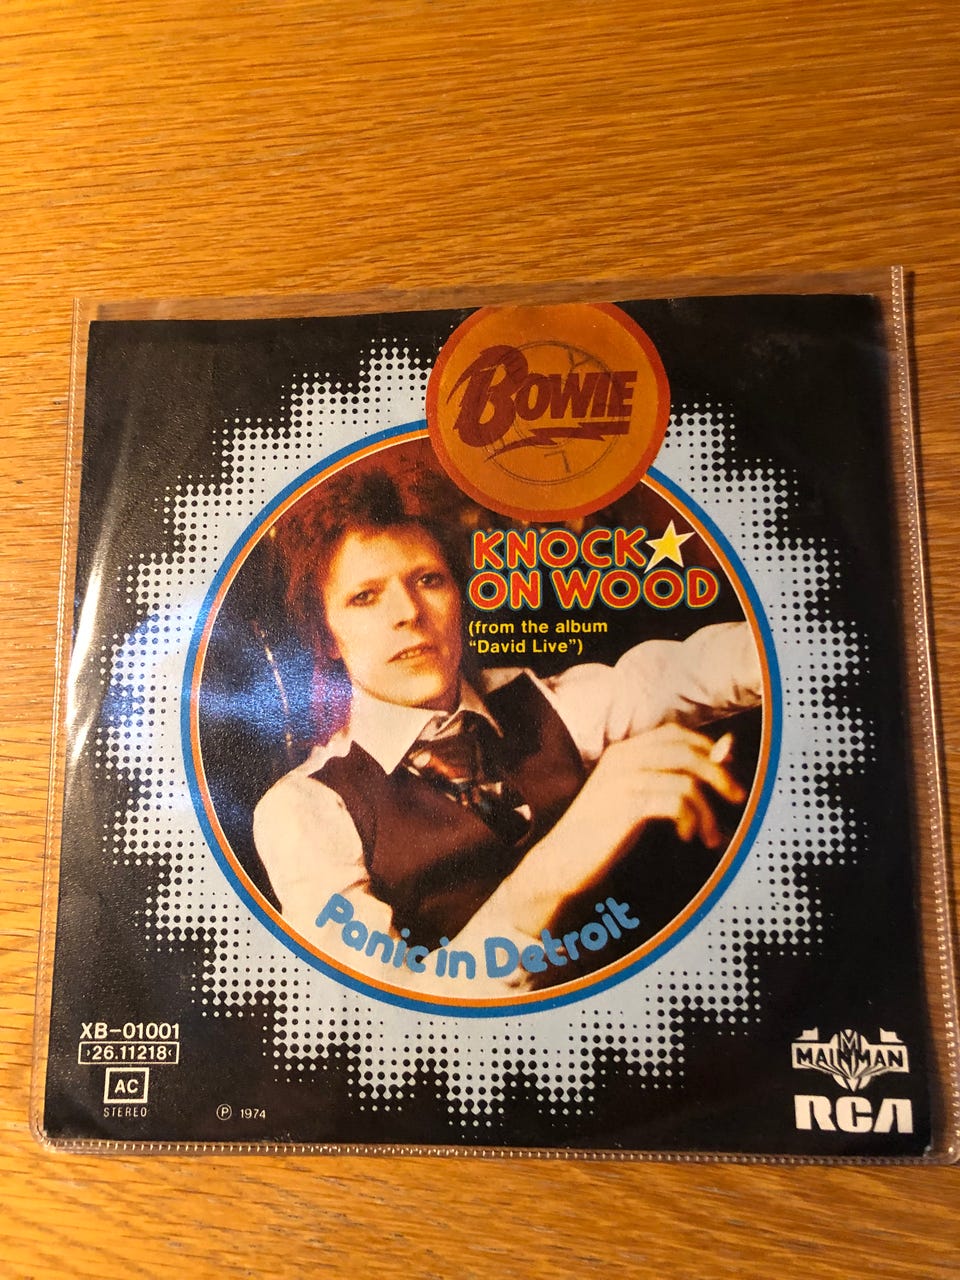 BOWIE
KNOCK
ON WOOD
(from the album
"David Live")
Panic in Detroit
XB-01001
›26.11218‹
AC
STEREO
Ⓟ 1974
M
MAINMAN
RCA